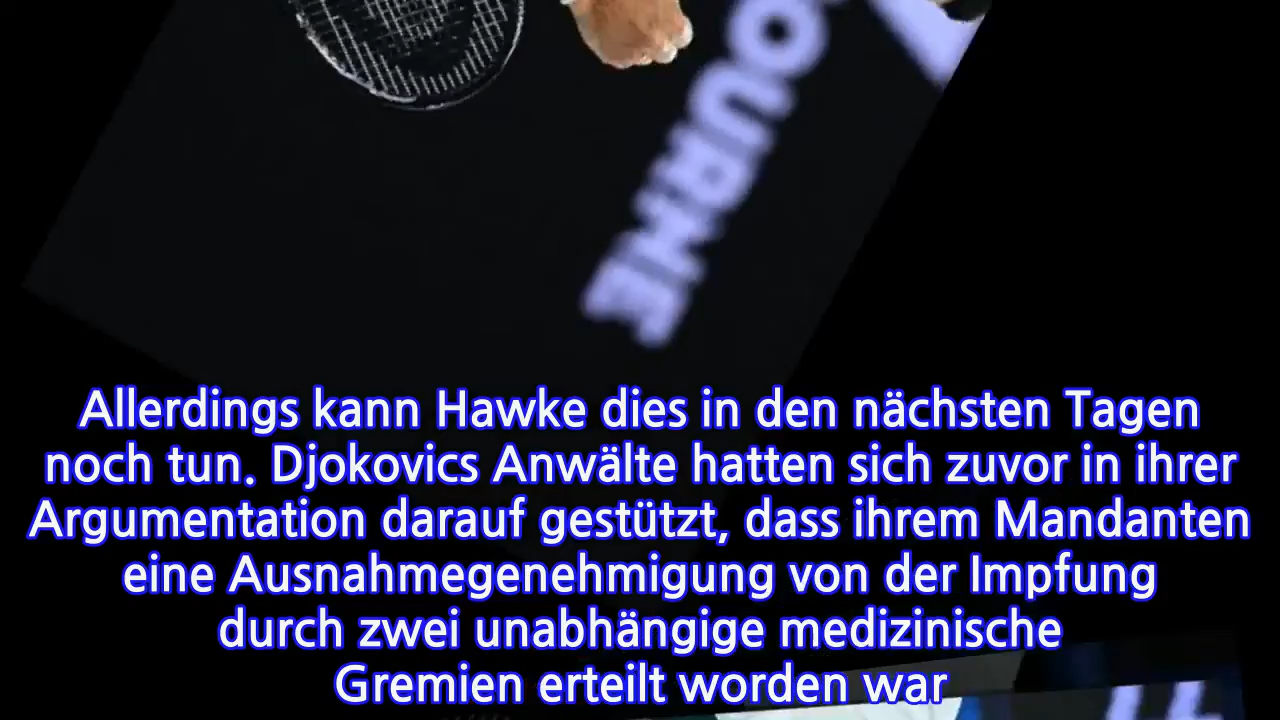 OURNE
Allerdings kann Hawke dies in den nächsten Tagen
noch tun. Djokovics Anwälte hatten sich zuvor in ihrer
Argumentation darauf gestützt, dass ihrem Mandanten
eine Ausnahmegenehmigung von der Impfung
durch zwei unabhängige medizinische
Gremien erteilt worden war